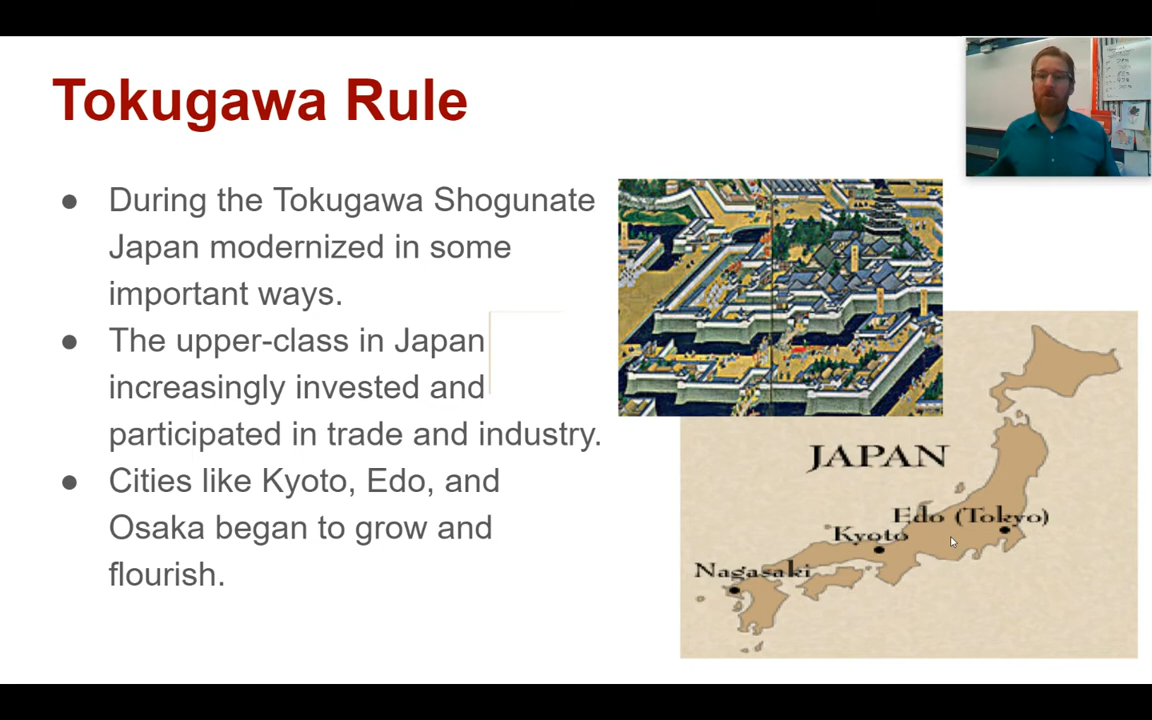 Tokugawa Rule
● During the Tokugawa Shogunate
Japan modernized in some
important ways.
● The upper-class in Japan
increasingly invested and
participated in trade and industry.
● Cities like Kyoto, Edo, and
Osaka began to grow and
flourish.
JAPAN
Edo (Tokyo)
Kyoto
Nagasaki